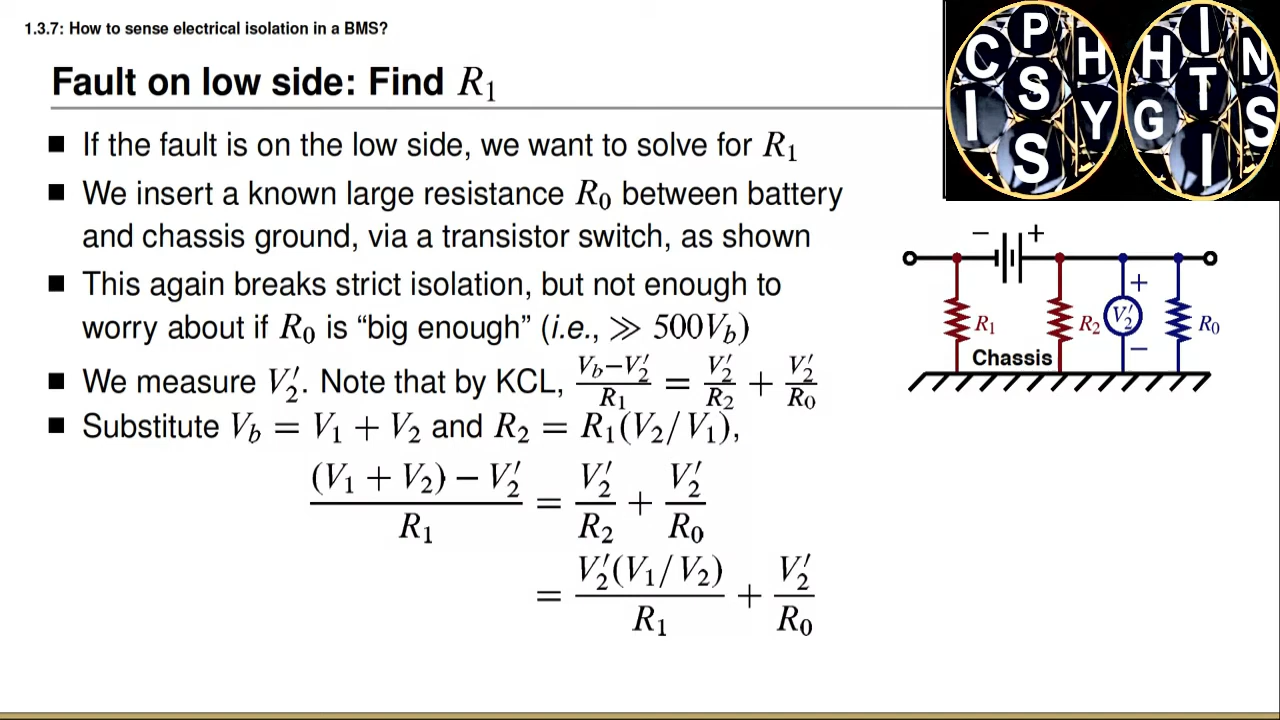 1.3.7: How to sense electrical isolation in a BMS?
Fault on low side: Find R₁
■ If the fault is on the low side, we want to solve for R₁
■ We insert a known large resistance R₀ between battery
and chassis ground, via a transistor switch, as shown
■ This again breaks strict isolation, but not enough to
worry about if R₀ is “big enough” (i.e., ≫ 500V_b)
■ We measure V₂′. Note that by KCL, (V_b−V₂′)/R₁ = V₂′/R₂ + V₂′/R₀
■ Substitute V_b = V₁ + V₂ and R₂ = R₁(V₂/V₁),
((V₁ + V₂) − V₂′)/R₁ = V₂′/R₂ + V₂′/R₀
= V₂′(V₁/V₂)/R₁ + V₂′/R₀
P
C H
S
I Y
S
I
H N
T
G S
I
− +
+
R₁ R₂ V₂′ R₀
−
Chassis